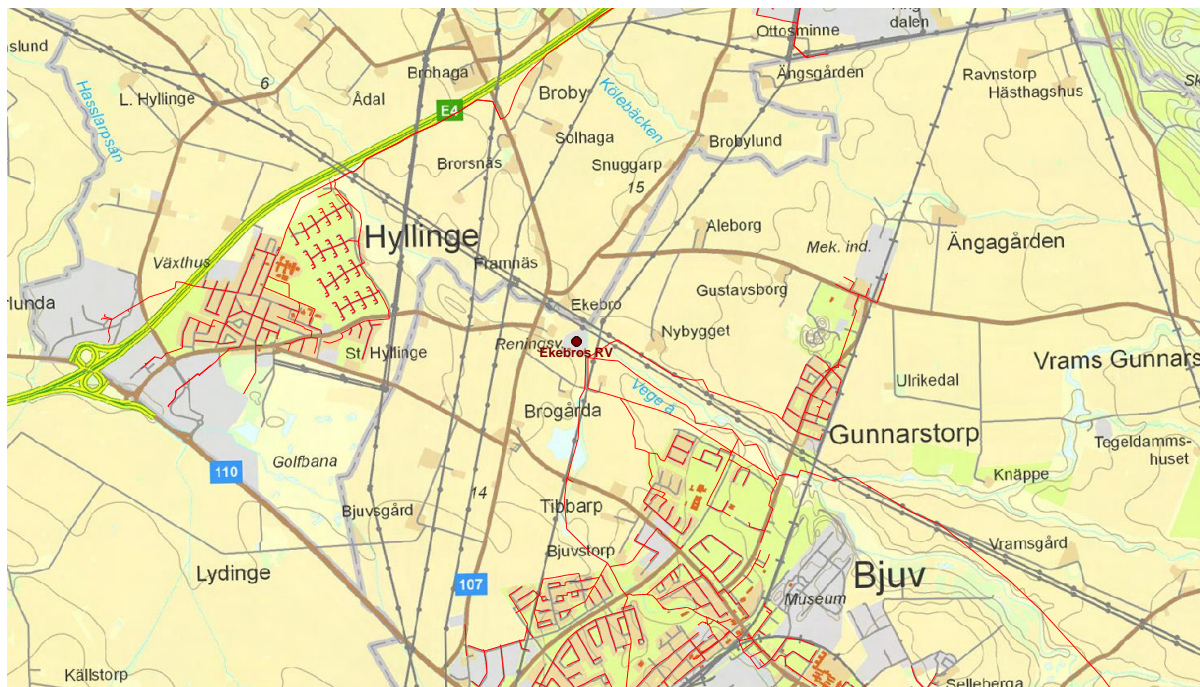 Ottosminne
dalen
slund
Brohaga
Ängsgården
Ravnstorp
Hästhagshus
6
L. Hyllinge
Ådal
Broby
Kölebäcken
E4
Hasslarpsån
Solhaga
Brobylund
Brorsnäs
Snuggarp
15
Aleborg
Hyllinge
Mek. ind.
Ängagården
Växthus
Framnäs
Gustavsborg
rlunda
Ekebro
Nybygget
Reningsv.
Ekebros RV
St. Hyllinge
Vrams Gunnars
Ulrikedal
Vege å
Brogårda
Gunnarstorp
Tegeldamms-
huset
Golfbana
110
Knäppe
14
Tibbarp
Bjuvsgård
Vramsgård
Bjuvstorp
Lydinge
107
Bjuv
Museum
Källstorp
Selleberga